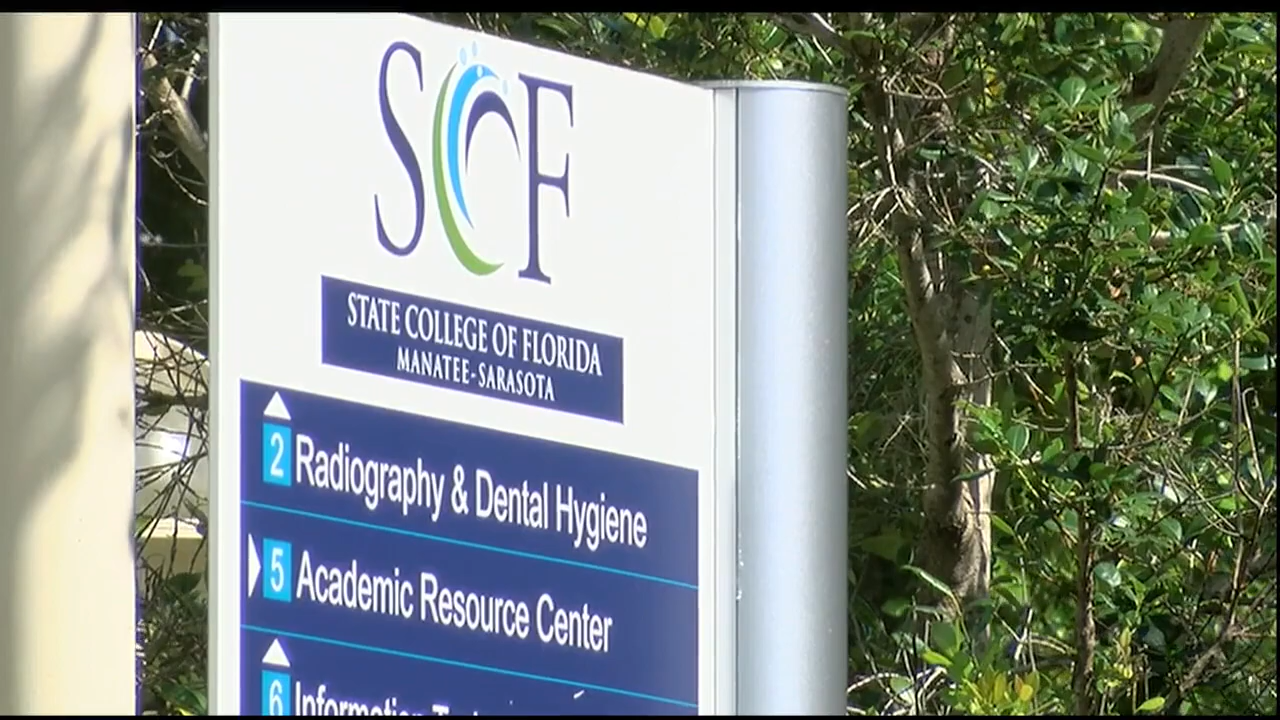 SCF
STATE COLLEGE OF FLORIDA
MANATEE-SARASOTA
2 Radiography & Dental Hygiene
5 Academic Resource Center
6 Information